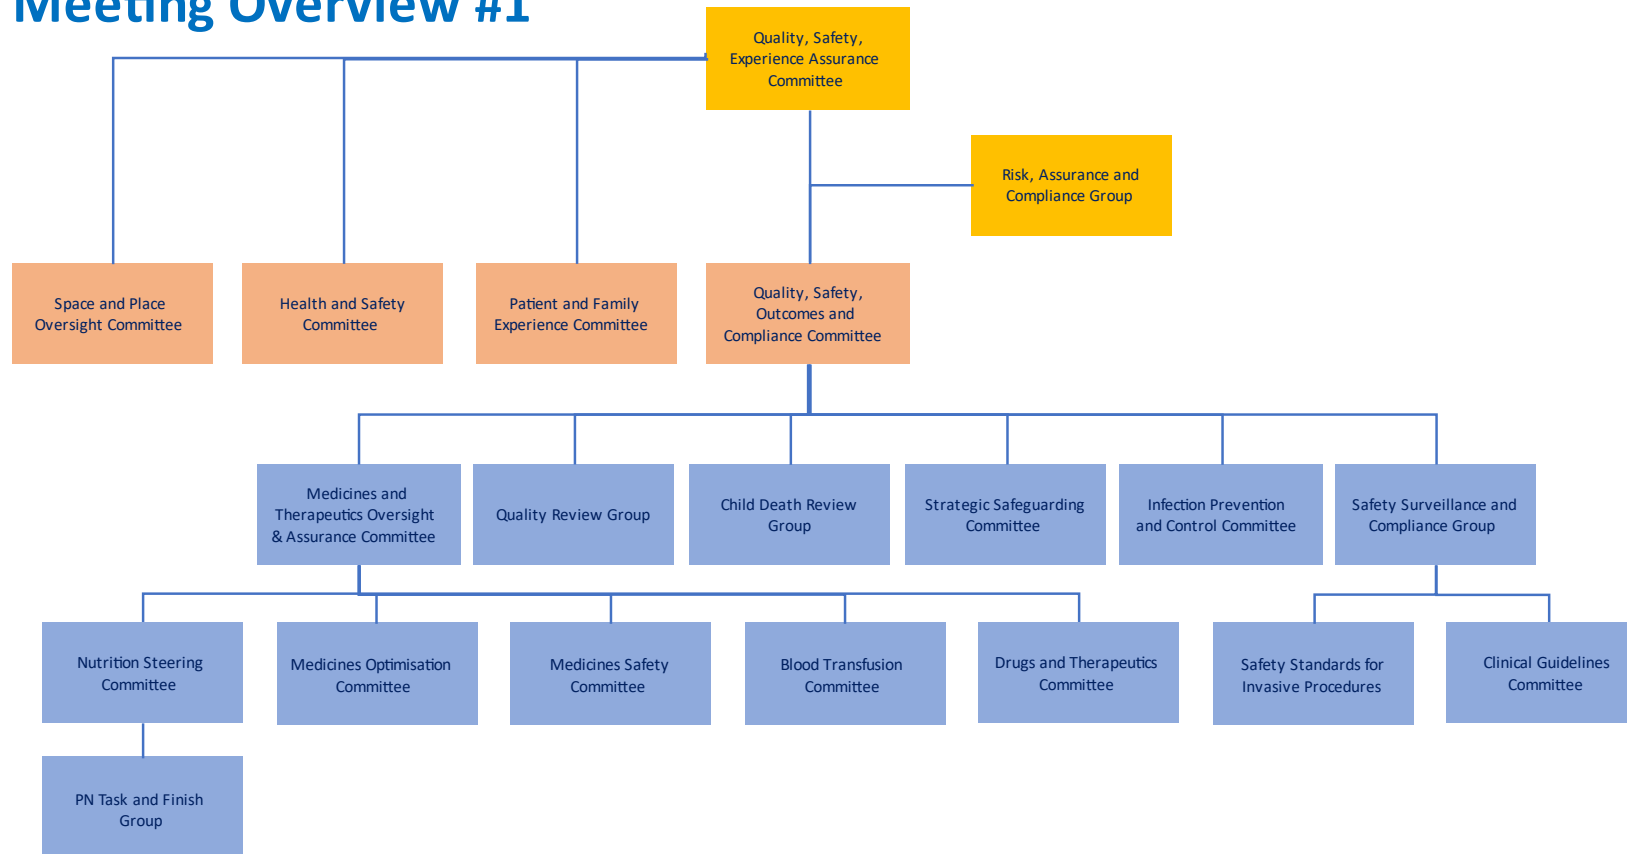 Meeting Overview #1
Quality, Safety,
Experience Assurance
Committee
Risk, Assurance and
Compliance Group
Space and Place
Oversight Committee
Health and Safety
Committee
Patient and Family
Experience Committee
Quality, Safety,
Outcomes and
Compliance Committee
Medicines and
Therapeutics Oversight
& Assurance Committee
Quality Review Group
Child Death Review
Group
Strategic Safeguarding
Committee
Infection Prevention
and Control Committee
Safety Surveillance and
Compliance Group
Nutrition Steering
Committee
Medicines Optimisation
Committee
Medicines Safety
Committee
Blood Transfusion
Committee
Drugs and Therapeutics
Committee
Safety Standards for
Invasive Procedures
Clinical Guidelines
Committee
PN Task and Finish
Group